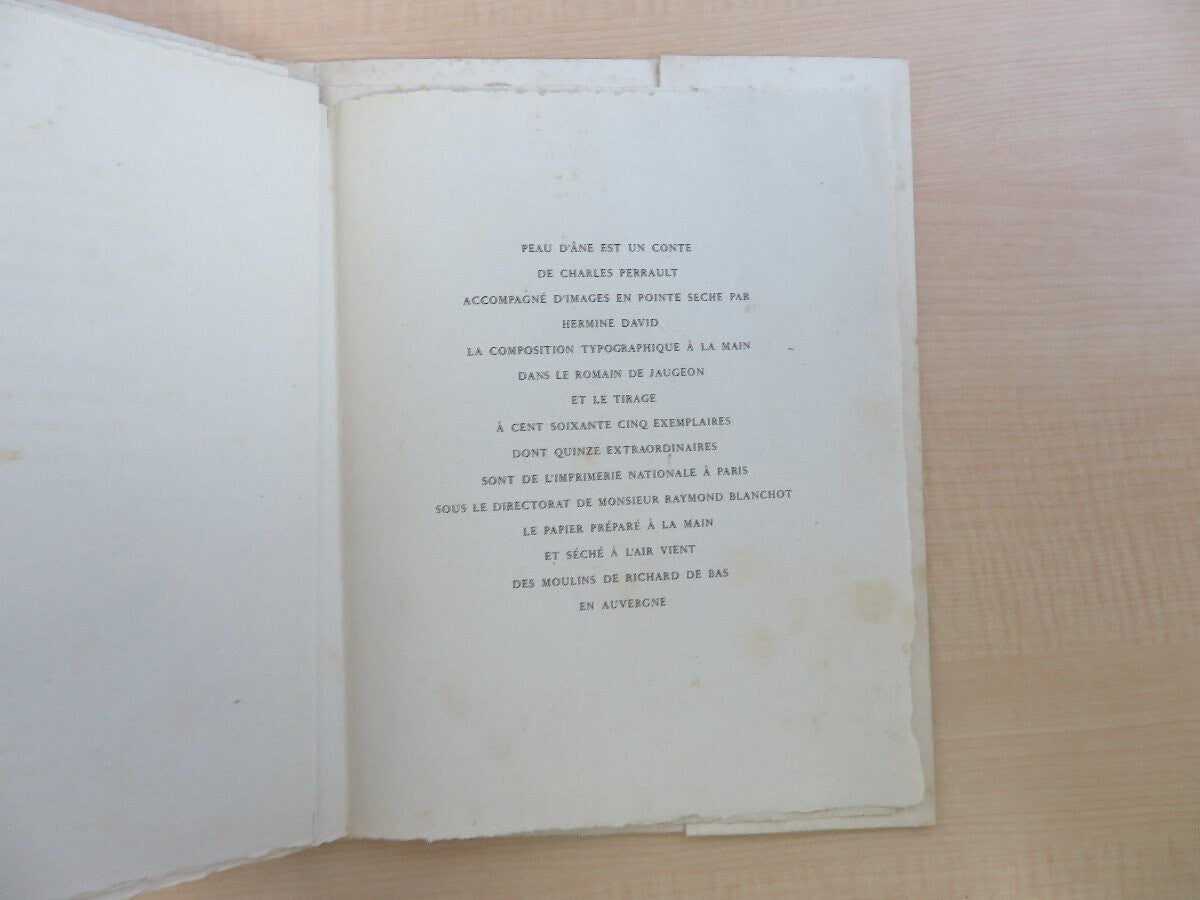 PEAU D'ÂNE EST UN CONTE
DE CHARLES PERRAULT
ACCOMPAGNÉ D'IMAGES EN POINTE SECHE PAR
HERMINE DAVID
LA COMPOSITION TYPOGRAPHIQUE À LA MAIN
DANS LE ROMAIN DE JAUGEON
ET LE TIRAGE
À CENT SOIXANTE CINQ EXEMPLAIRES
DONT QUINZE EXTRAORDINAIRES
SONT DE L'IMPRIMERIE NATIONALE À PARIS
SOUS LE DIRECTORAT DE MONSIEUR RAYMOND BLANCHOT
LE PAPIER PRÉPARÉ À LA MAIN
ET SÉCHÉ À L'AIR VIENT
DES MOULINS DE RICHARD DE BAS
EN AUVERGNE